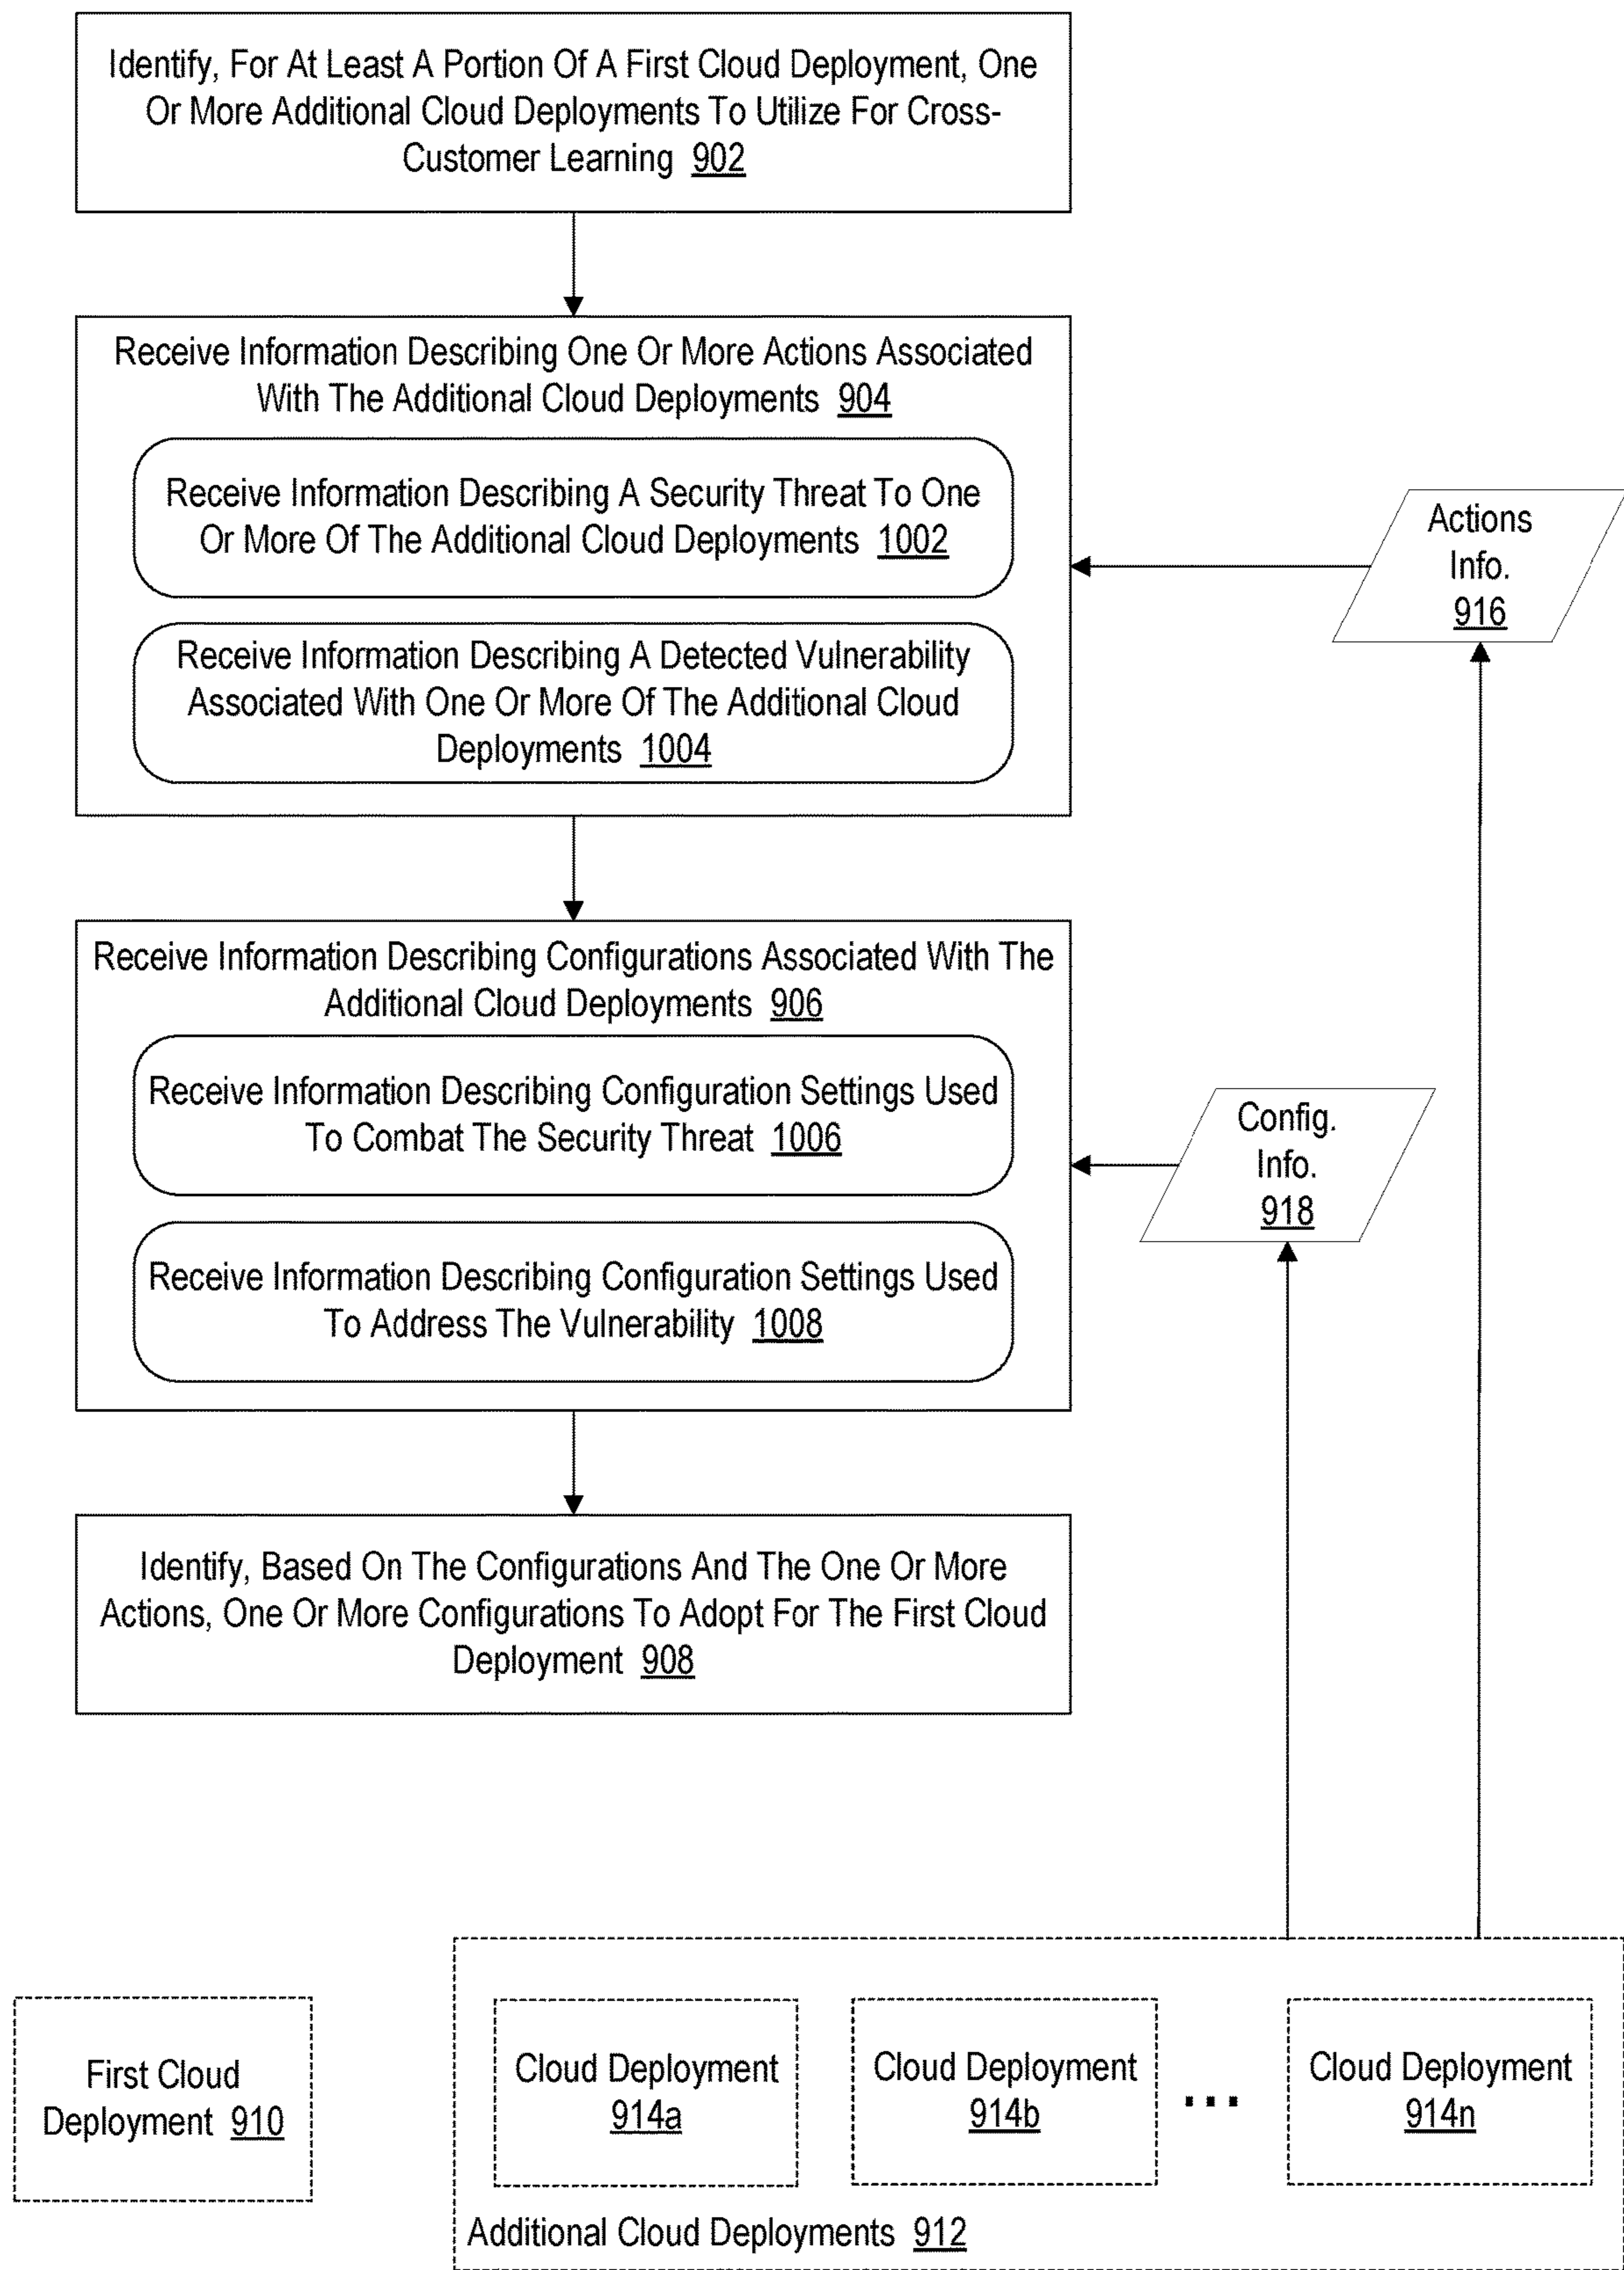 Identify, For At Least A Portion Of A First Cloud Deployment, One
Or More Additional Cloud Deployments To Utilize For Cross-
Customer Learning 902
Receive Information Describing One Or More Actions Associated
With The Additional Cloud Deployments 904
Receive Information Describing A Security Threat To One
Or More Of The Additional Cloud Deployments 1002
Receive Information Describing A Detected Vulnerability
Associated With One Or More Of The Additional Cloud
Deployments 1004
Actions
Info.
916
Receive Information Describing Configurations Associated With The
Additional Cloud Deployments 906
Receive Information Describing Configuration Settings Used
To Combat The Security Threat 1006
Receive Information Describing Configuration Settings Used
To Address The Vulnerability 1008
Config.
Info.
918
Identify, Based On The Configurations And The One Or More
Actions, One Or More Configurations To Adopt For The First Cloud
Deployment 908
First Cloud
Deployment 910
Cloud Deployment
914a
Cloud Deployment
914b
...
Cloud Deployment
914n
Additional Cloud Deployments 912